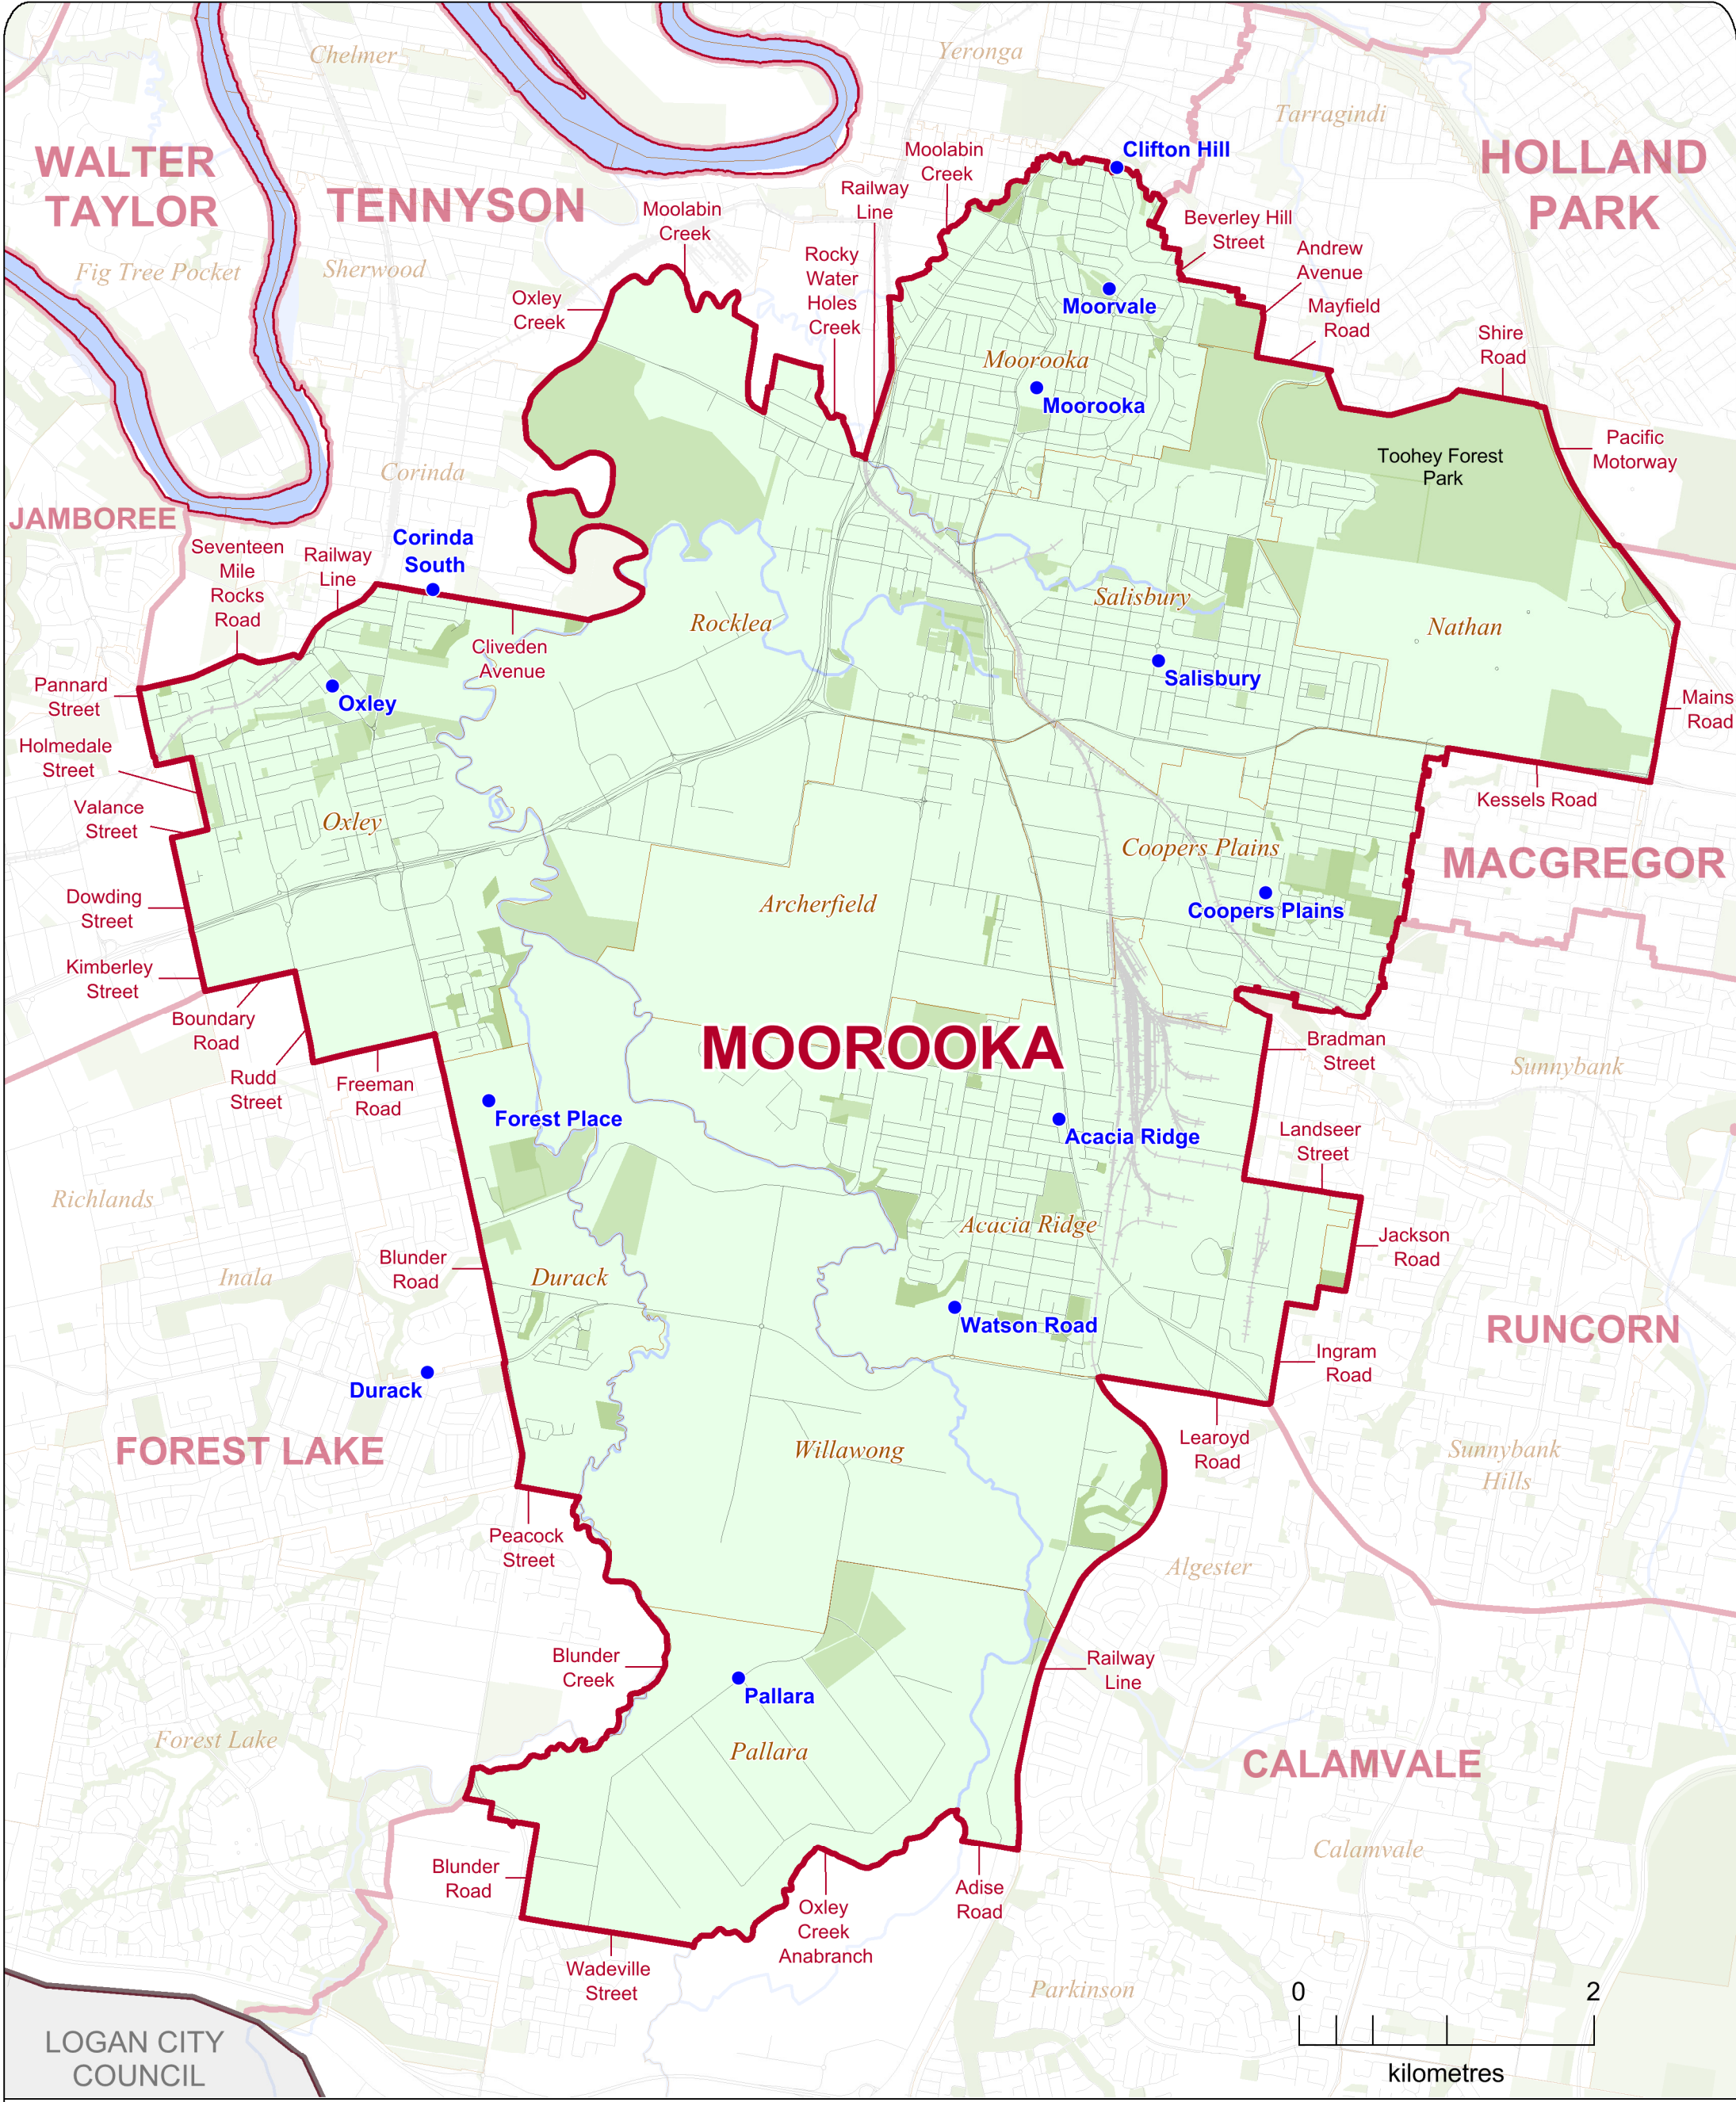 Chelmer
Yeronga
Tarragindi
Clifton Hill
WALTER
TAYLOR
TENNYSON
HOLLAND
PARK
Moolabin
Creek
Railway
Line
Moolabin
Creek
Beverley Hill
Street
Andrew
Avenue
Rocky
Water
Holes
Creek
Fig Tree Pocket
Sherwood
Oxley
Creek
Moorvale
Mayfield
Road
Shire
Road
Moorooka
Moorooka
Pacific
Motorway
Toohey Forest
Park
Corinda
JAMBOREE
Corinda
South
Seventeen
Mile
Rocks
Road
Railway
Line
Cliveden
Avenue
Rocklea
Salisbury
Nathan
Salisbury
Pannard
Street
Oxley
Mains
Road
Holmedale
Street
Valance
Street
Oxley
Kessels Road
Coopers Plains
MACGREGOR
Dowding
Street
Archerfield
Coopers Plains
Kimberley
Street
Boundary
Road
MOOROOKA
Bradman
Street
Sunnybank
Rudd
Street
Freeman
Road
Forest Place
Acacia Ridge
Landseer
Street
Richlands
Acacia Ridge
Jackson
Road
Blunder
Road
Inala
Durack
Watson Road
RUNCORN
Ingram
Road
Durack
FOREST LAKE
Willawong
Learoyd
Road
Sunnybank
Hills
Peacock
Street
Algester
Blunder
Creek
Railway
Line
Pallara
Forest Lake
Pallara
CALAMVALE
Calamvale
Blunder
Road
Adise
Road
Oxley
Creek
Anabranch
Wadeville
Street
Parkinson
0 2
kilometres
LOGAN CITY
COUNCIL